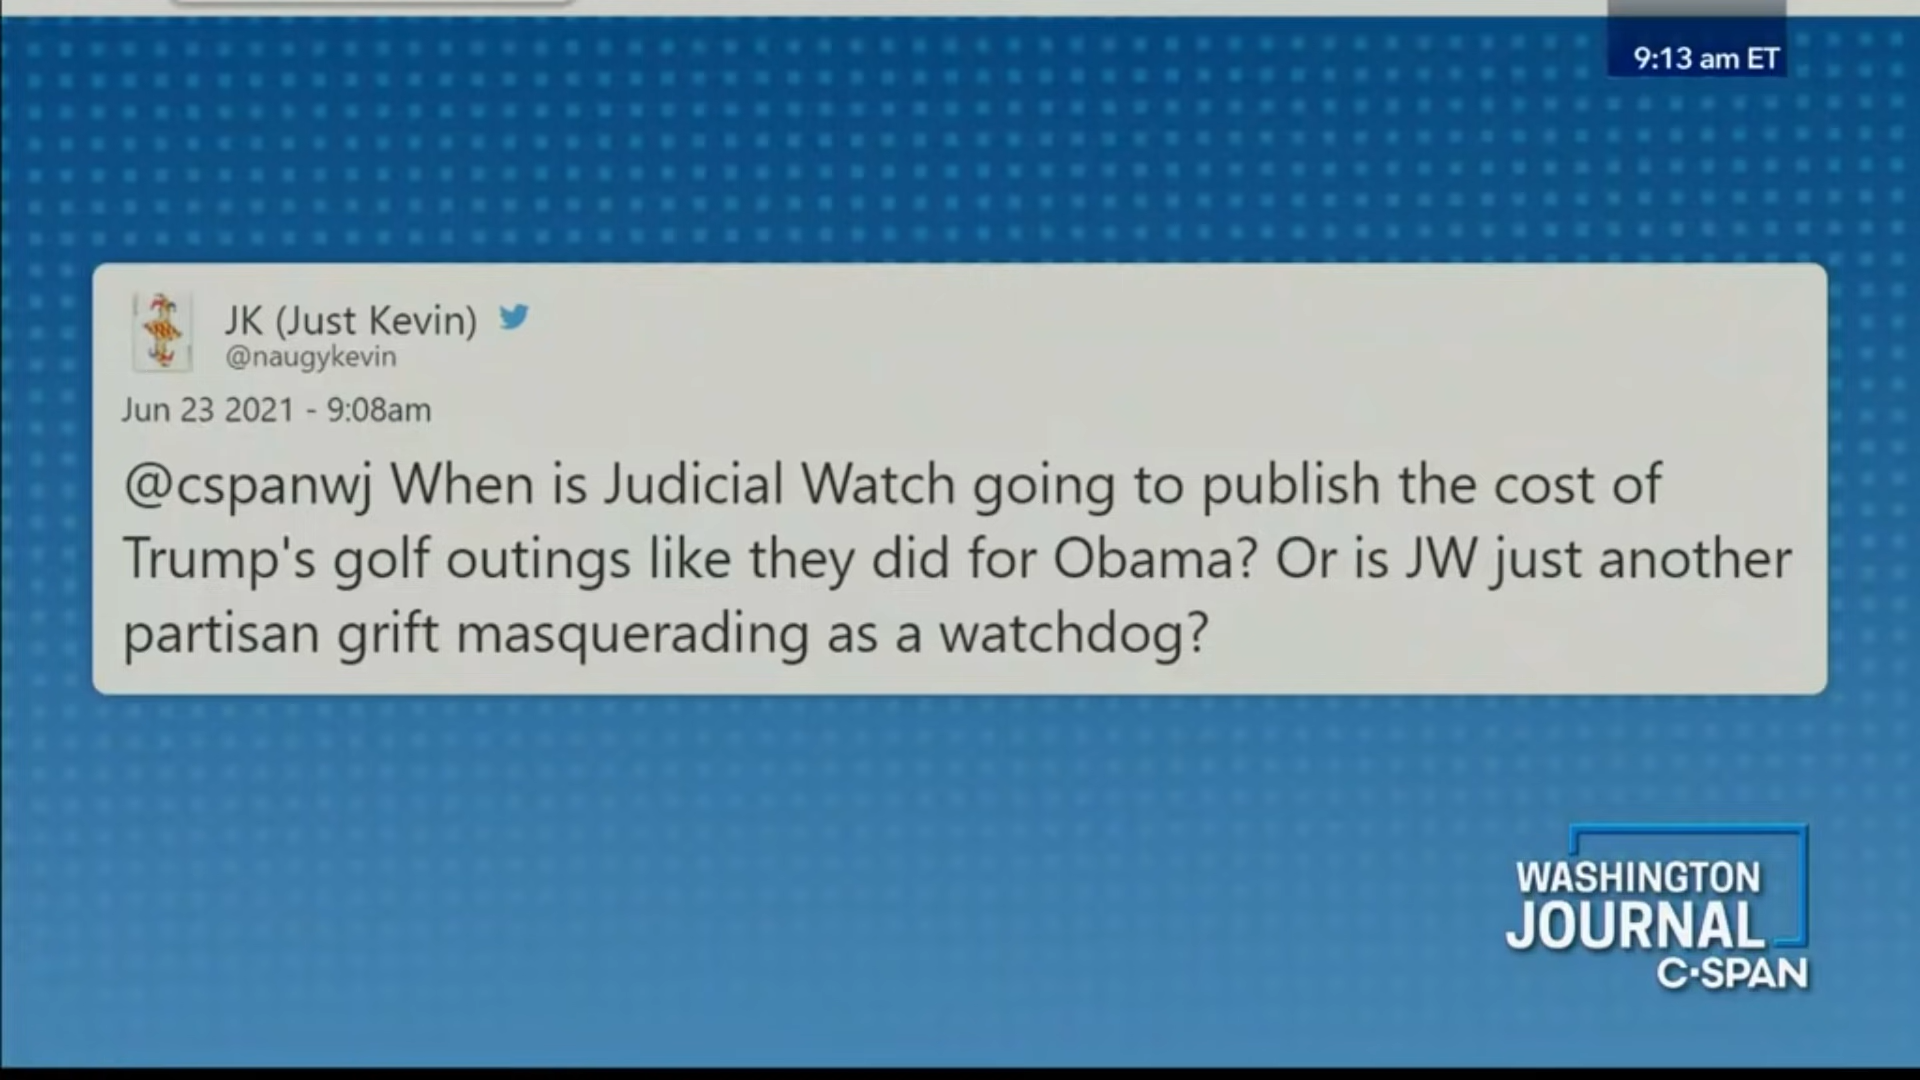 9:13 am ET
JK (Just Kevin)
@naugykevin
Jun 23 2021 - 9:08am
@cspanwj When is Judicial Watch going to publish the cost of
Trump's golf outings like they did for Obama? Or is JW just another
partisan grift masquerading as a watchdog?
WASHINGTON
JOURNAL
C·SPAN